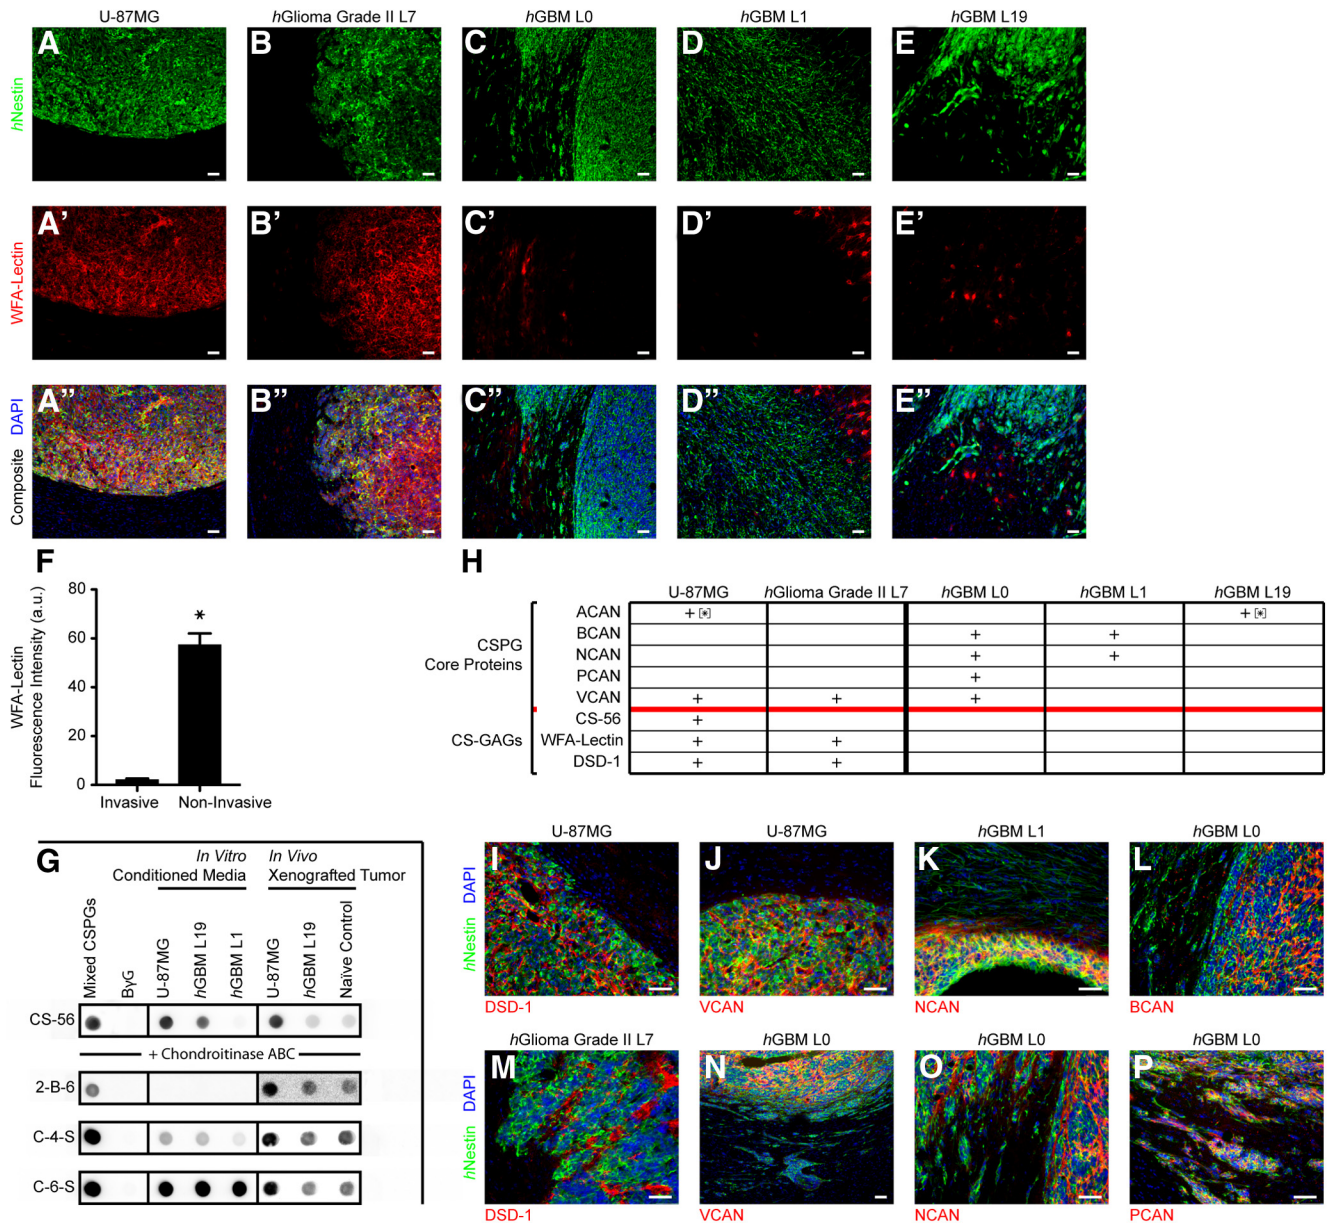 U-87MG hGlioma Grade II L7 hGBM L0 hGBM L1 hGBM L19
hNestin A B C D E
WFA-Lectin A’ B’ C’ D’ E’
Composite DAPI A” B” C” D” E”
F
WFA-Lectin
Fluorescence Intensity (a.u.)
80
60
40
20
0
*
Invasive Non-Invasive
H
U-87MG hGlioma Grade II L7 hGBM L0 hGBM L1 hGBM L19
CSPG
Core Proteins
ACAN + [*] + [*]
BCAN + +
NCAN + +
PCAN +
VCAN + + +
CS-GAGs
CS-56 +
WFA-Lectin + +
DSD-1 + +
G
In Vitro
Conditioned Media
In Vivo
Xenografted Tumor
Mixed CSPGs
BγG
U-87MG
hGBM L19
hGBM L1
U-87MG
hGBM L19
Naïve Control
CS-56
+ Chondroitinase ABC
2-B-6
C-4-S
C-6-S
U-87MG U-87MG hGBM L1 hGBM L0
hNestin DAPI
I J K L
DSD-1 VCAN NCAN BCAN
hGlioma Grade II L7 hGBM L0 hGBM L0 hGBM L0
hNestin DAPI
M N O P
DSD-1 VCAN NCAN PCAN